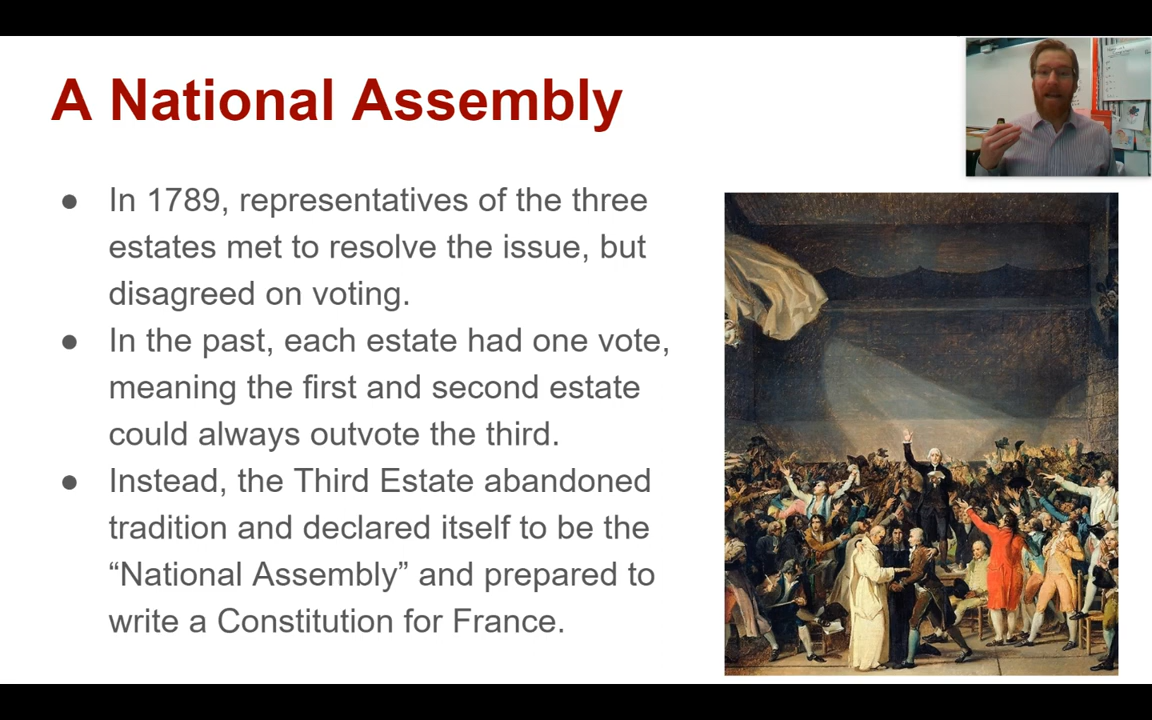 A National Assembly
● In 1789, representatives of the three
estates met to resolve the issue, but
disagreed on voting.
● In the past, each estate had one vote,
meaning the first and second estate
could always outvote the third.
● Instead, the Third Estate abandoned
tradition and declared itself to be the
“National Assembly” and prepared to
write a Constitution for France.